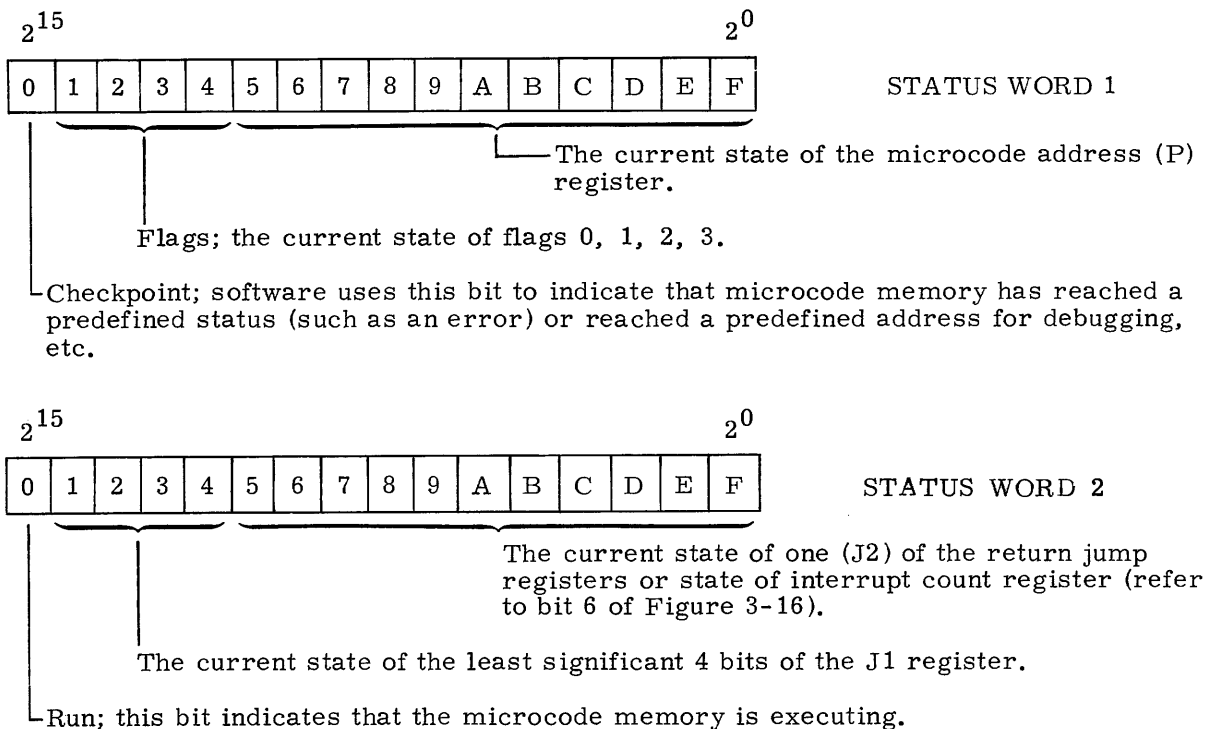 2^15 2^0
0 1 2 3 4 5 6 7 8 9 A B C D E F STATUS WORD 1
The current state of the microcode address (P)
register.
Flags; the current state of flags 0, 1, 2, 3.
Checkpoint; software uses this bit to indicate that microcode memory has reached a
predefined status (such as an error) or reached a predefined address for debugging,
etc.
2^15 2^0
0 1 2 3 4 5 6 7 8 9 A B C D E F STATUS WORD 2
The current state of one (J2) of the return jump
registers or state of interrupt count register (refer
to bit 6 of Figure 3-16).
The current state of the least significant 4 bits of the J1 register.
Run; this bit indicates that the microcode memory is executing.